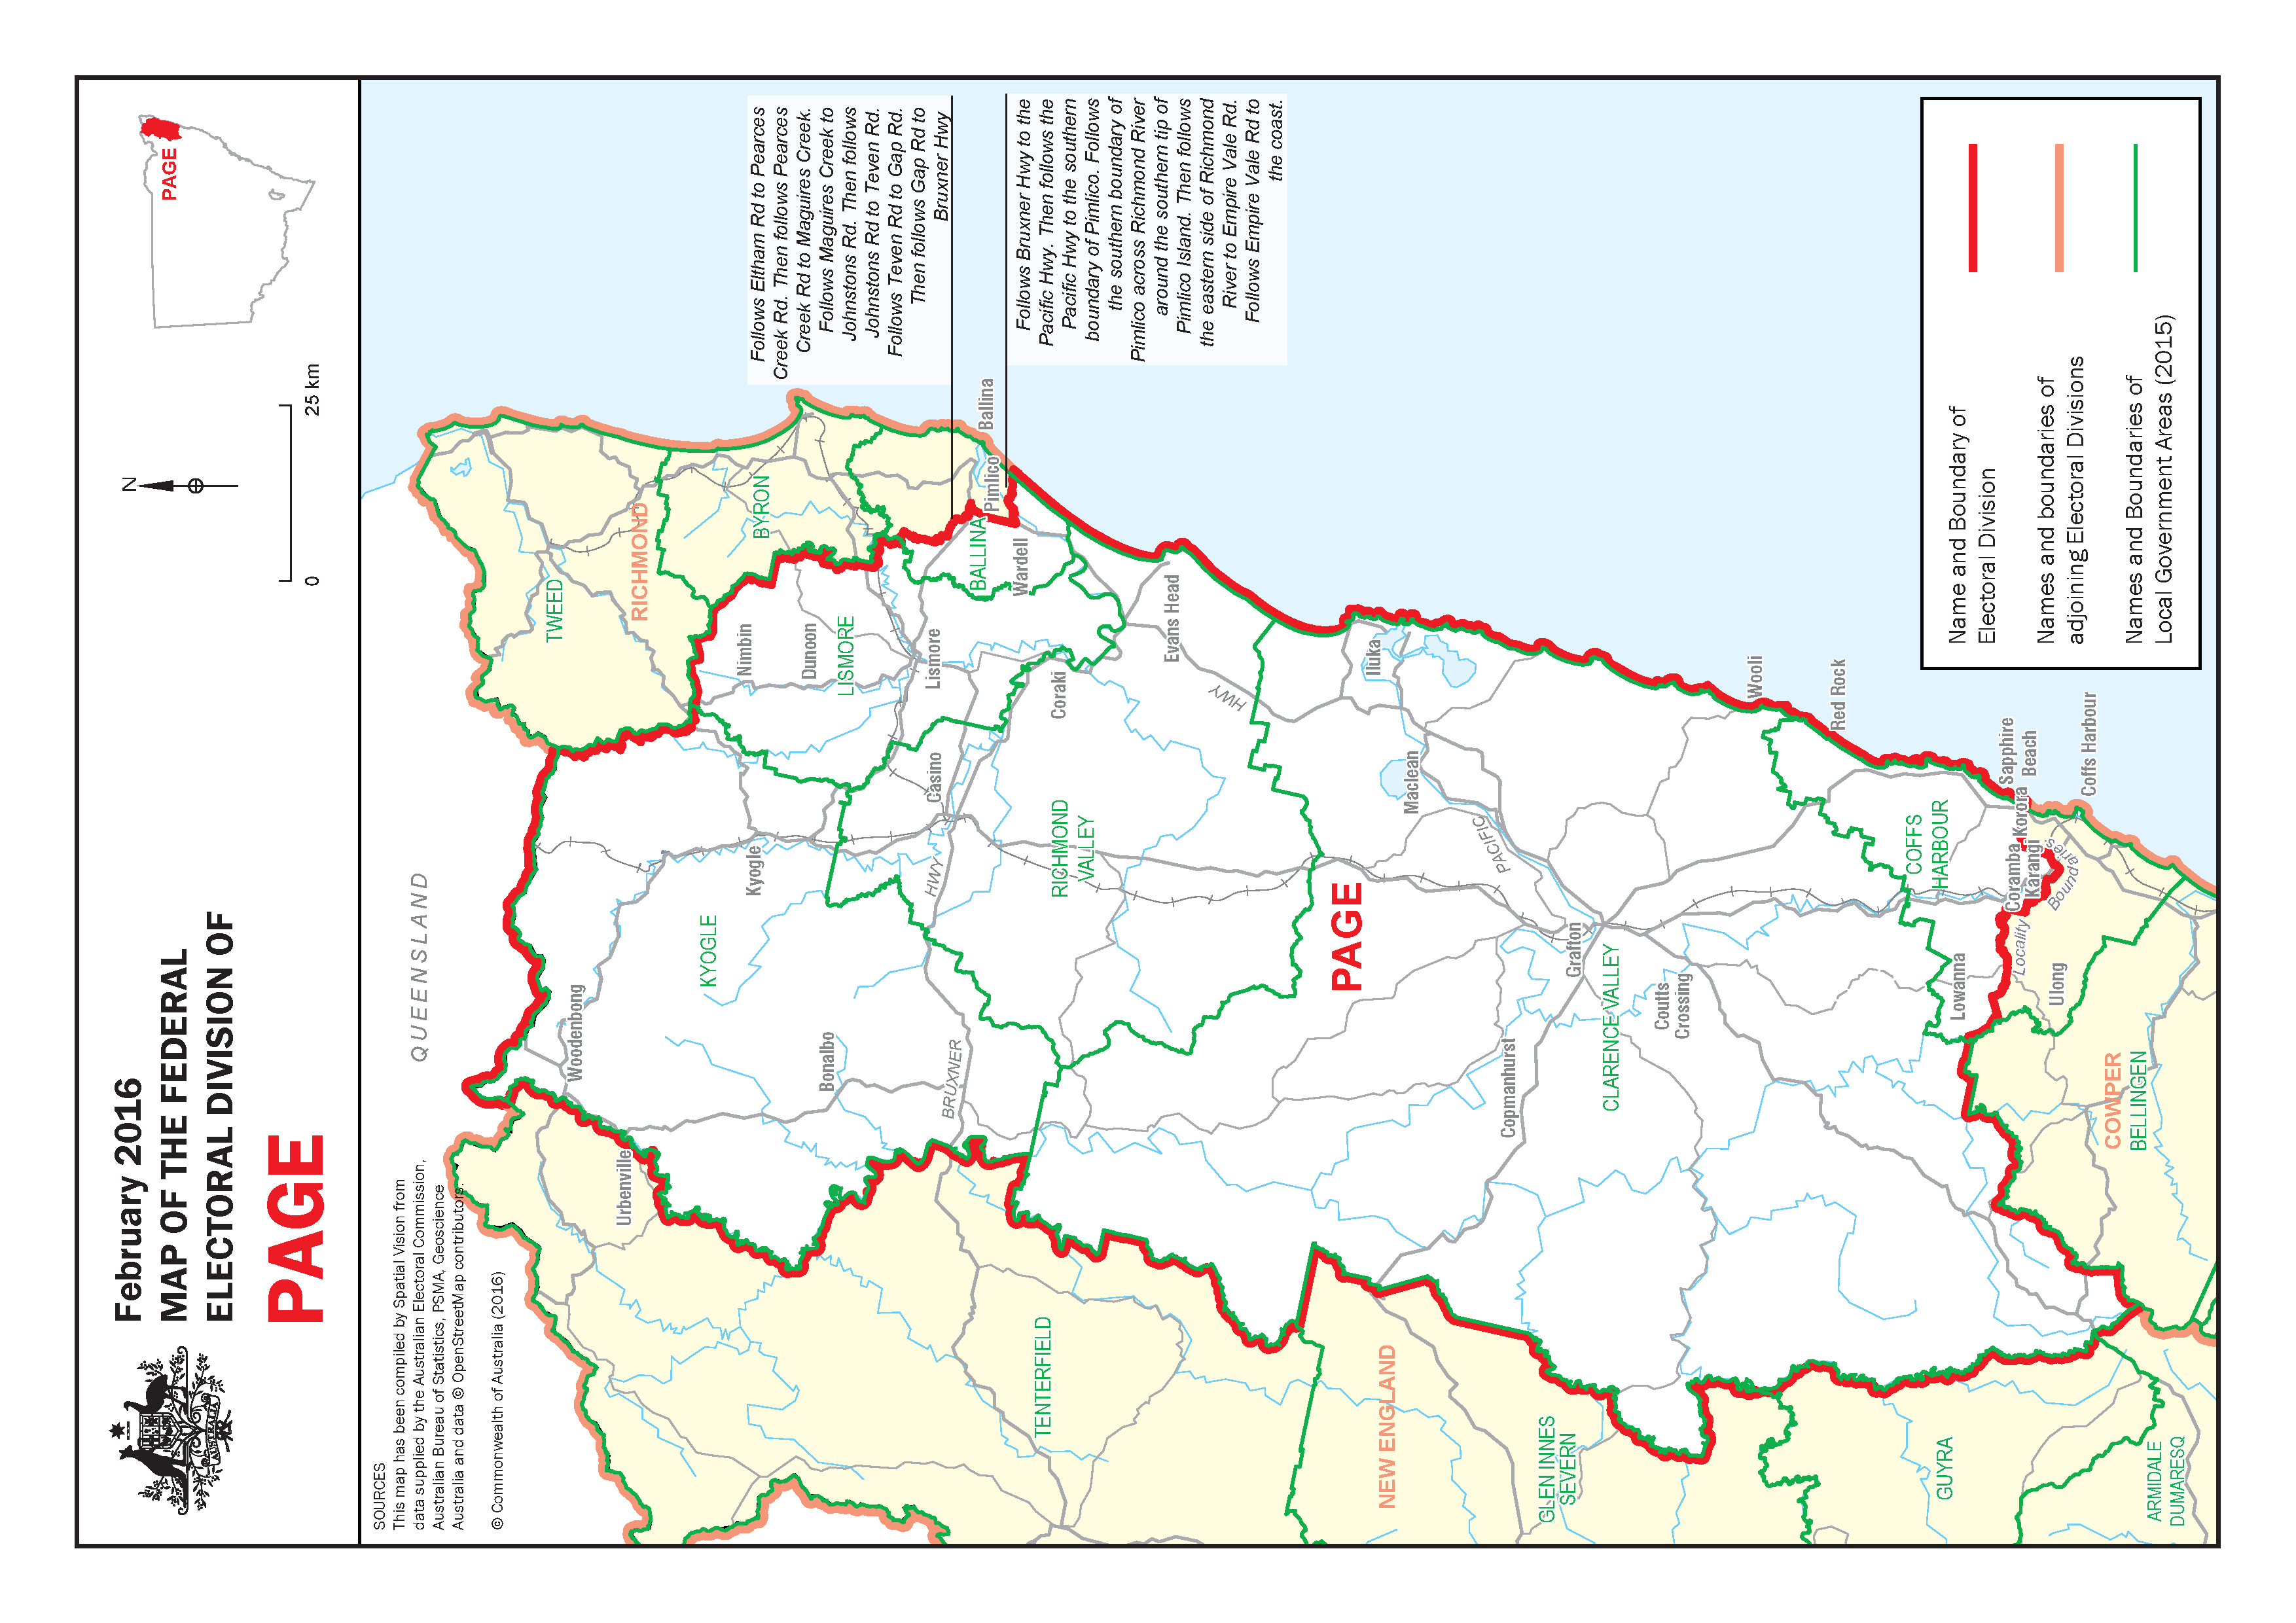 February 2016
MAP OF THE FEDERAL
ELECTORAL DIVISION OF
PAGE
AUSTRALIA
N
0
25 km
PAGE
SOURCES
This map has been compiled by Spatial Vision from
data supplied by the Australian Electoral Commission,
Australian Bureau of Statistics, PSMA, Geoscience
Australia and data © OpenStreetMap contributors.
© Commonwealth of Australia (2016)
QUEENSLAND
TWEED
RICHMOND
BYRON
Woodenbong
Urbenville
KYOGLE
Kyogle
Nimbin
Dunoon
LISMORE
Bonalbo
Lismore
Casino
HWY
BRUXNER
BALLINA
Ballina
Pimlico
Wardell
Coraki
RICHMOND
VALLEY
TENTERFIELD
Evans Head
HWY
PAGE
Iluka
Maclean
NEW ENGLAND
PACIFIC
Copmanhurst
Grafton
GLEN INNES
SEVERN
CLARENCE VALLEY
Coutts
Crossing
Wooli
Red Rock
COFFS
HARBOUR
Lowanna
GUYRA
Sapphire
Beach
Korora
Coramba
Karangi
Locality
Boundaries
Ulong
Coffs Harbour
COWPER
BELLINGEN
ARMIDALE
DUMARESQ
Follows Eltham Rd to Pearces
Creek Rd. Then follows Pearces
Creek Rd to Maguires Creek.
Follows Maguires Creek to
Johnstons Rd. Then follows
Johnstons Rd to Teven Rd.
Follows Teven Rd to Gap Rd.
Then follows Gap Rd to
Bruxner Hwy
Follows Bruxner Hwy to the
Pacific Hwy. Then follows the
Pacific Hwy to the southern
boundary of Pimlico. Follows
the southern boundary of
Pimlico across Richmond River
around the southern tip of
Pimlico Island. Then follows
the eastern side of Richmond
River to Empire Vale Rd.
Follows Empire Vale Rd to
the coast.
Name and Boundary of
Electoral Division
Names and boundaries of
adjoining Electoral Divisions
Names and Boundaries of
Local Government Areas (2015)